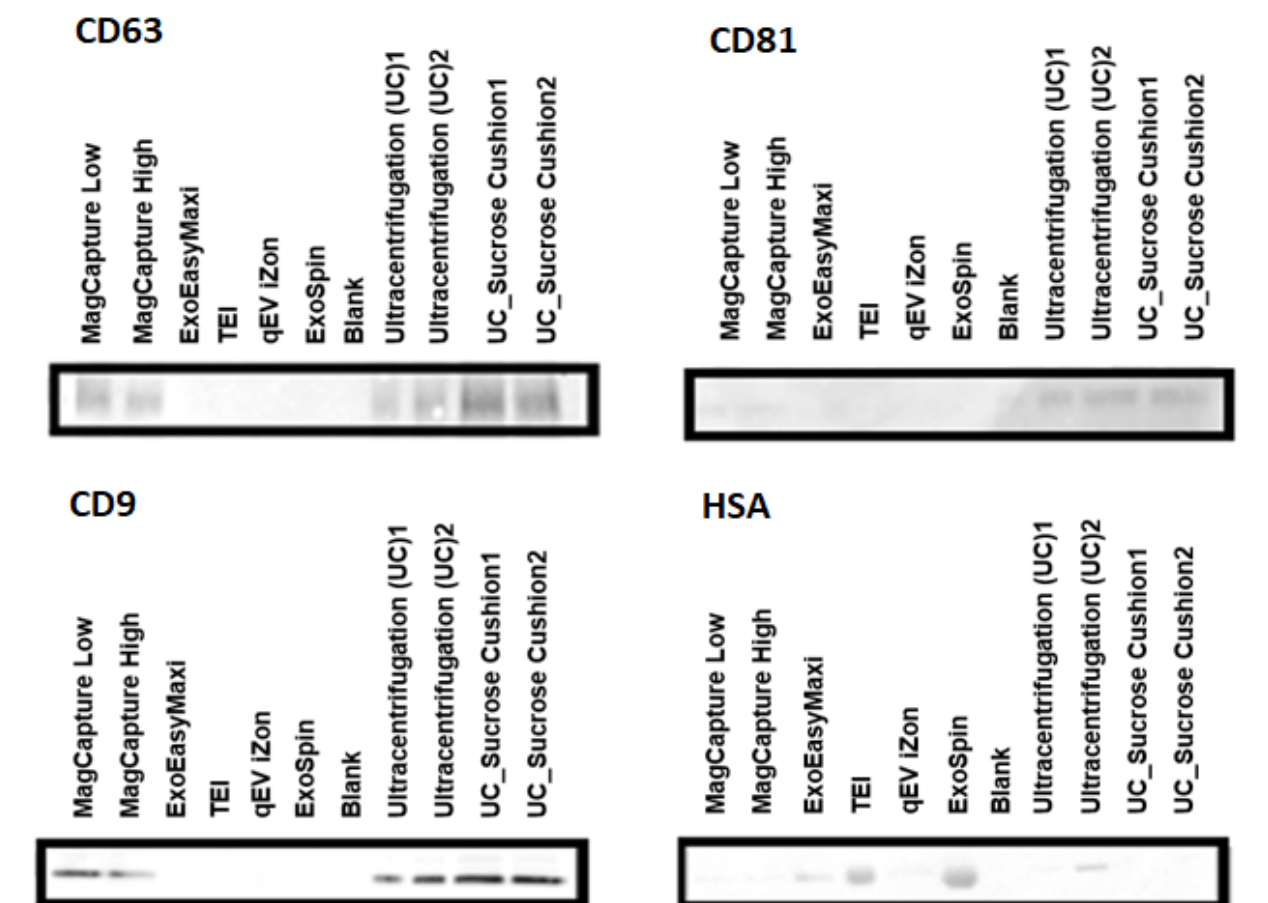 CD63
MagCapture Low
MagCapture High
ExoEasyMaxi
TEI
qEV iZon
ExoSpin
Blank
Ultracentrifugation (UC)1
Ultracentrifugation (UC)2
UC_Sucrose Cushion1
UC_Sucrose Cushion2
CD81
MagCapture Low
MagCapture High
ExoEasyMaxi
TEI
qEV iZon
ExoSpin
Blank
Ultracentrifugation (UC)1
Ultracentrifugation (UC)2
UC_Sucrose Cushion1
UC_Sucrose Cushion2
CD9
MagCapture Low
MagCapture High
ExoEasyMaxi
TEI
qEV iZon
ExoSpin
Blank
Ultracentrifugation (UC)1
Ultracentrifugation (UC)2
UC_Sucrose Cushion1
UC_Sucrose Cushion2
HSA
MagCapture Low
MagCapture High
ExoEasyMaxi
TEI
qEV iZon
ExoSpin
Blank
Ultracentrifugation (UC)1
Ultracentrifugation (UC)2
UC_Sucrose Cushion1
UC_Sucrose Cushion2